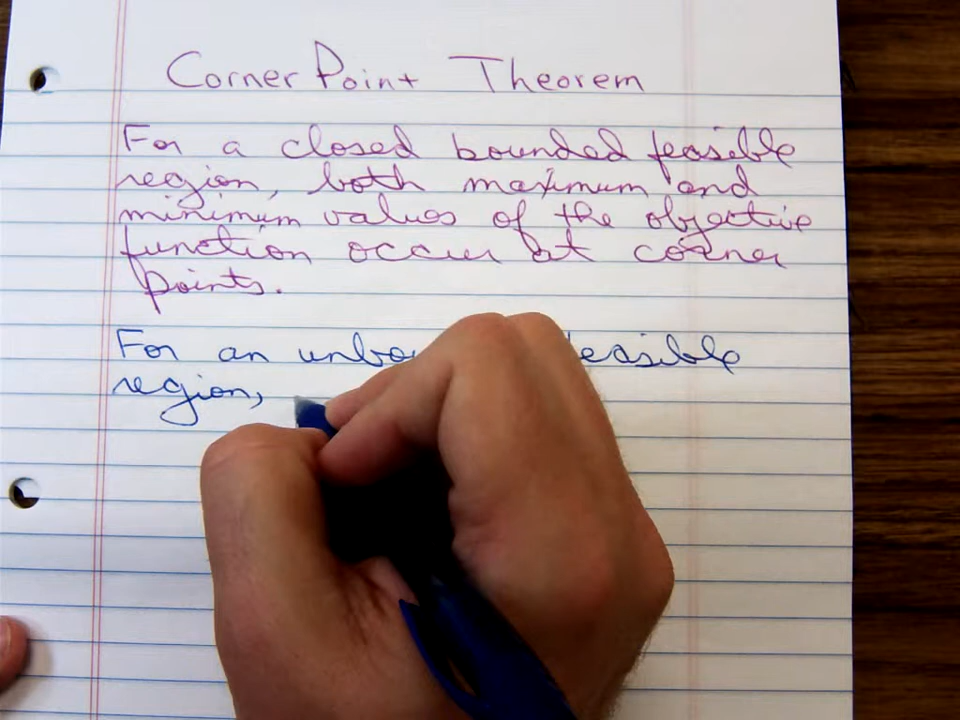 Corner Point Theorem
For a closed bounded feasible
region, both maximum and
minimum values of the objective
function occur at corner
points.
For an feasible
region,